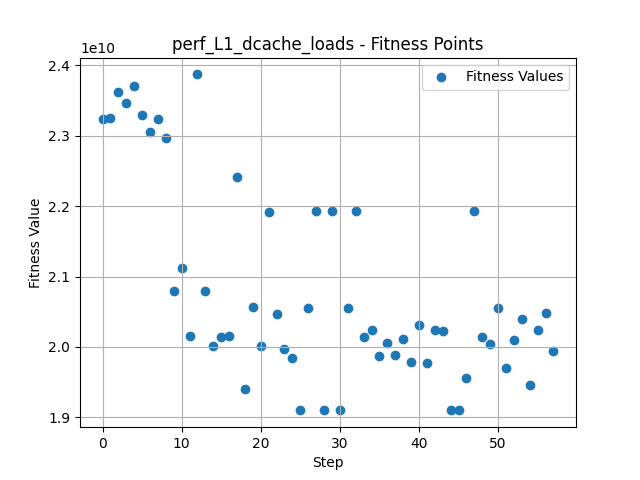 perf_L1_dcache_loads - Fitness Points
1e10
2.4
2.3
2.2
2.1
2.0
1.9
Fitness Value
Fitness Values
0 10 20 30 40 50
Step